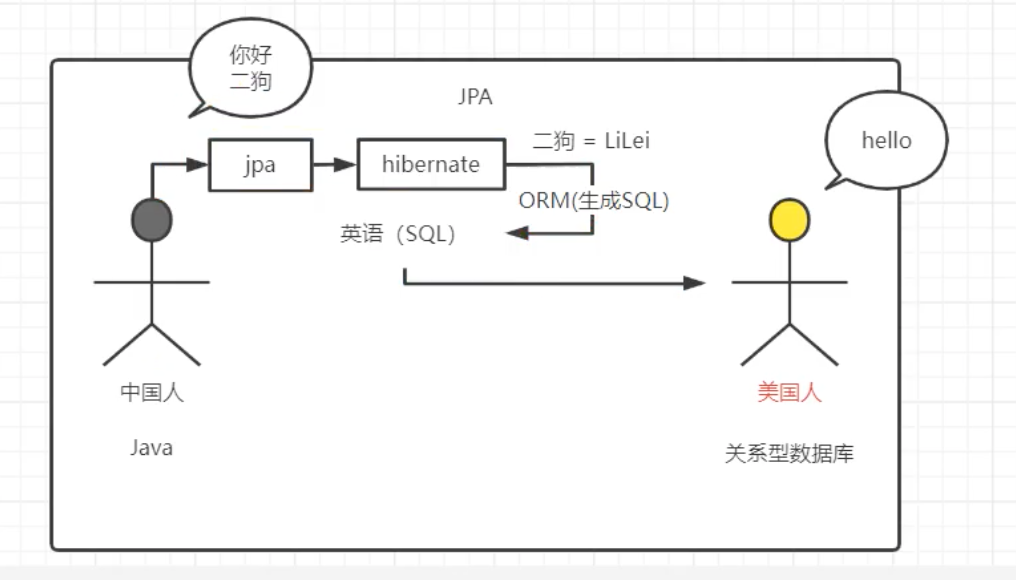 你好
二狗
JPA
hello
二狗 = LiLei
jpa
hibernate
ORM(生成SQL)
英语（SQL）
中国人
美国人
Java
关系型数据库